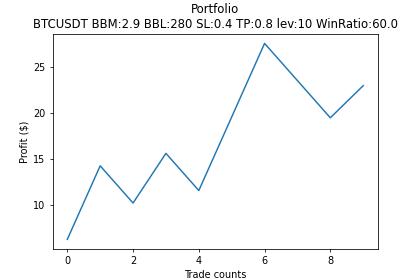 Portfolio
BTCUSDT BBM:2.9 BBL:280 SL:0.4 TP:0.8 lev:10 WinRatio:60.0
25
20
15
10
Profit ($)
0 2 4 6 8
Trade counts